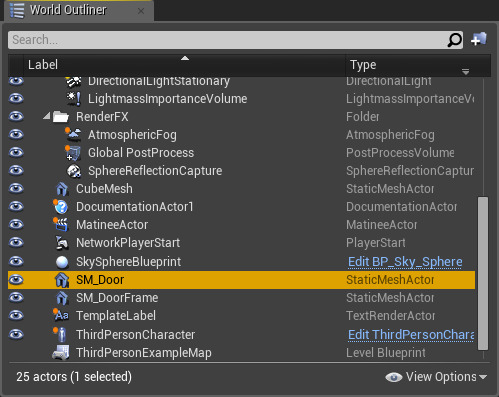 World Outliner
Search...
Label Type
DirectionalLightStationary DirectionalLight
LightmassImportanceVolume LightmassImportanceVo
RenderFX Folder
AtmosphericFog AtmosphericFog
Global PostProcess PostProcessVolume
SphereReflectionCapture SphereReflectionCaptur
CubeMesh StaticMeshActor
DocumentationActor1 DocumentationActor
MatineeActor MatineeActor
NetworkPlayerStart PlayerStart
SkySphereBlueprint Edit BP_Sky_Sphere
SM_Door StaticMeshActor
SM_DoorFrame StaticMeshActor
TemplateLabel TextRenderActor
ThirdPersonCharacter Edit ThirdPersonChara
ThirdPersonExampleMap Level Blueprint
25 actors (1 selected) View Options